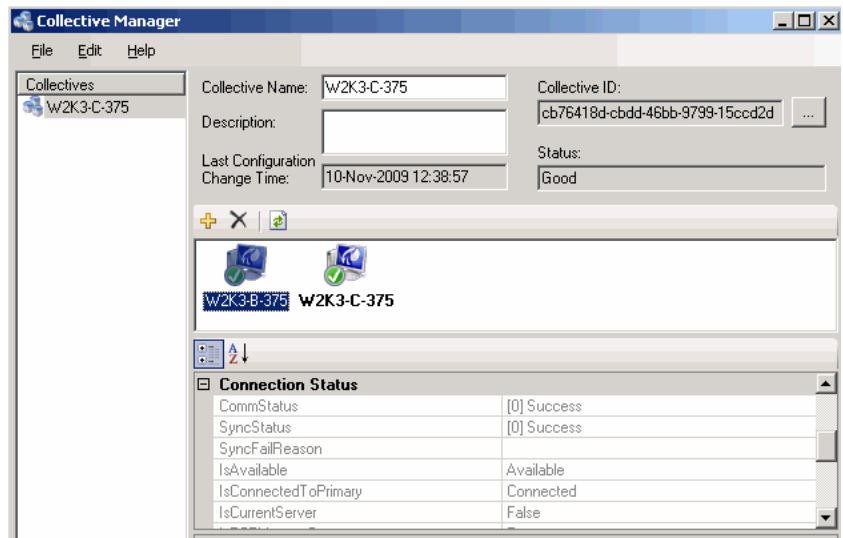 Collective Manager
File Edit Help
Collectives
W2K3-C-375
Collective Name: W2K3-C-375
Description:
Last Configuration
Change Time: 10-Nov-2009 12:38:57
Collective ID:
cb76418d-cbdd-46bb-9799-15ccd2d ...
Status:
Good
W2K3-B-375 W2K3-C-375
Connection Status
CommStatus [0] Success
SyncStatus [0] Success
SyncFailReason
IsAvailable Available
IsConnectedToPrimary Connected
IsCurrentServer False